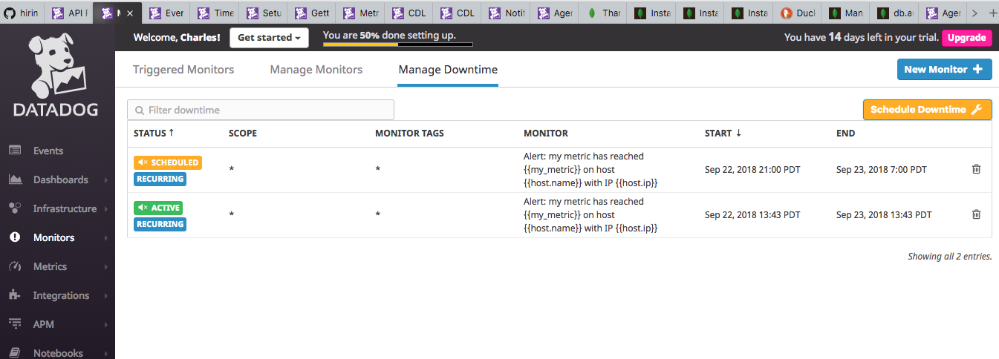 hirin API F M Ever Time Setu Gett Metr CDL CDL Notif Ager Thar Insta Insta Insta Ducl Man db.au Ager
Welcome, Charles! Get started You are 50% done setting up. You have 14 days left in your trial. Upgrade
DATADOG
Events
Dashboards
Infrastructure
Monitors
Metrics
Integrations
APM
Notebooks
Triggered Monitors Manage Monitors Manage Downtime New Monitor +
Filter downtime Schedule Downtime
STATUS ↑ SCOPE MONITOR TAGS MONITOR START ↓ END
SCHEDULED
RECURRING
* *
Alert: my metric has reached
{{my_metric}} on host
{{host.name}} with IP {{host.ip}}
Sep 22, 2018 21:00 PDT Sep 23, 2018 7:00 PDT
ACTIVE
RECURRING
* *
Alert: my metric has reached
{{my_metric}} on host
{{host.name}} with IP {{host.ip}}
Sep 22, 2018 13:43 PDT Sep 23, 2018 13:43 PDT
Showing all 2 entries.